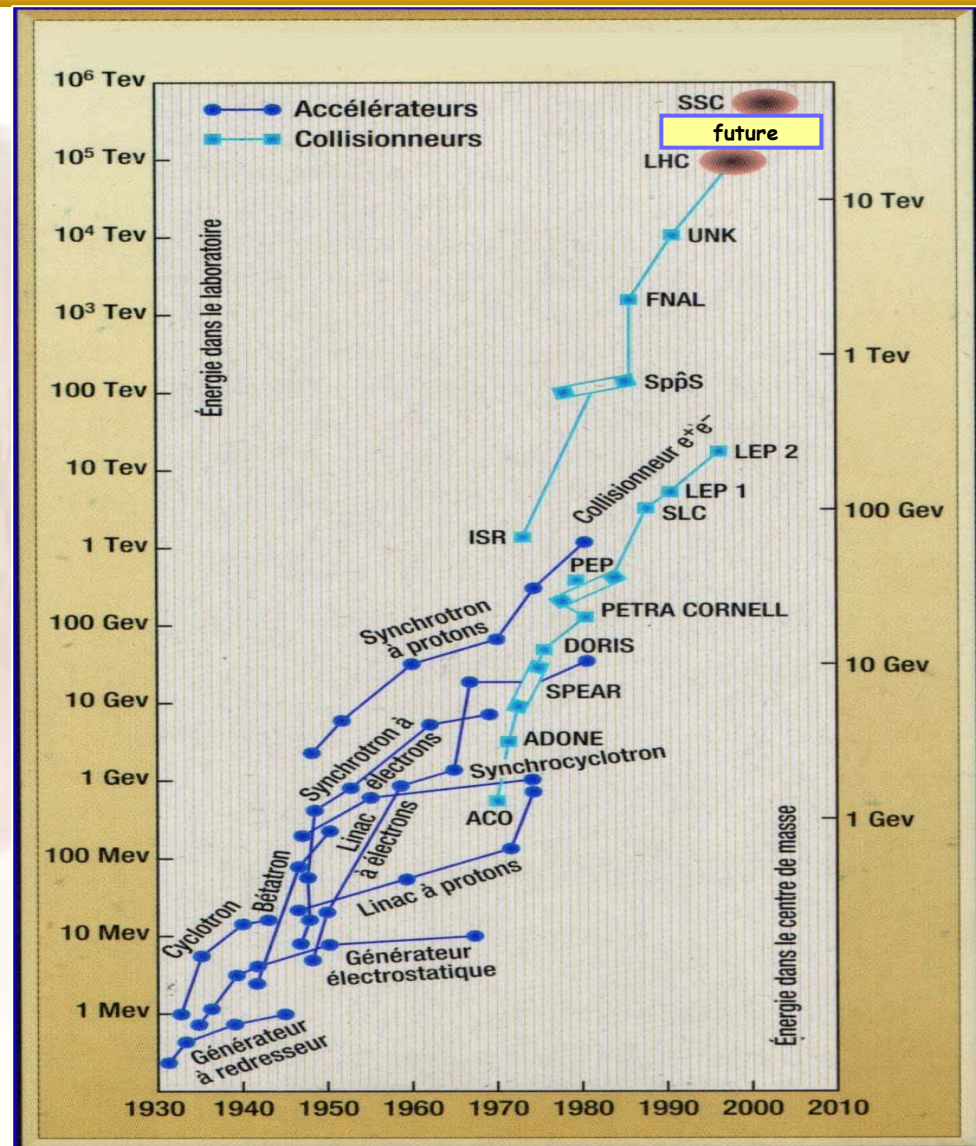 10⁶ Tev
10⁵ Tev
10⁴ Tev
10³ Tev
100 Tev
10 Tev
1 Tev
100 Gev
10 Gev
1 Gev
100 Mev
10 Mev
1 Mev
Énergie dans le laboratoire
Accélérateurs
Collisionneurs
SSC
future
LHC
UNK
FNAL
Spp̂S
Collisionneur e⁺ e⁻
LEP 2
LEP 1
SLC
ISR
PEP
PETRA CORNELL
Synchrotron
à protons
DORIS
SPEAR
ADONE
Synchrotron à
électrons
Synchrocyclotron
ACO
Linac
à électrons
Bétatron
Linac à protons
Cyclotron
Générateur
électrostatique
Générateur
à redresseur
10 Tev
1 Tev
100 Gev
10 Gev
1 Gev
Énergie dans le centre de masse
1930 1940 1950 1960 1970 1980 1990 2000 2010